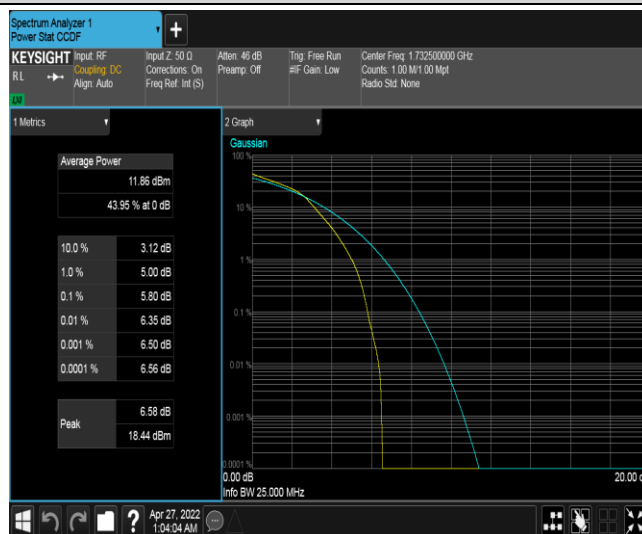 Spectrum Analyzer 1
Power Stat CCDF
+
KEYSIGHT
RL
Input: RF
Coupling: DC
Align: Auto
Input Z: 50 Ω
Corrections: On
Freq Ref: Int (S)
Atten: 46 dB
Preamp: Off
Trig: Free Run
#IF Gain: Low
Center Freq: 1.732500000 GHz
Counts: 1.00 M/1.00 Mpt
Radio Std: None
1 Metrics
Average Power
11.86 dBm
43.95 % at 0 dB
10.0 % 3.12 dB
1.0 % 5.00 dB
0.1 % 5.80 dB
0.01 % 6.35 dB
0.001 % 6.50 dB
0.0001 % 6.56 dB
Peak
6.58 dB
18.44 dBm
2 Graph
Gaussian
100 %
10 %
1 %
0.1 %
0.01 %
0.001 %
0.0001 %
0.00 dB
20.00
Info BW 25.000 MHz
?
Apr 27, 2022
1:04:04 AM